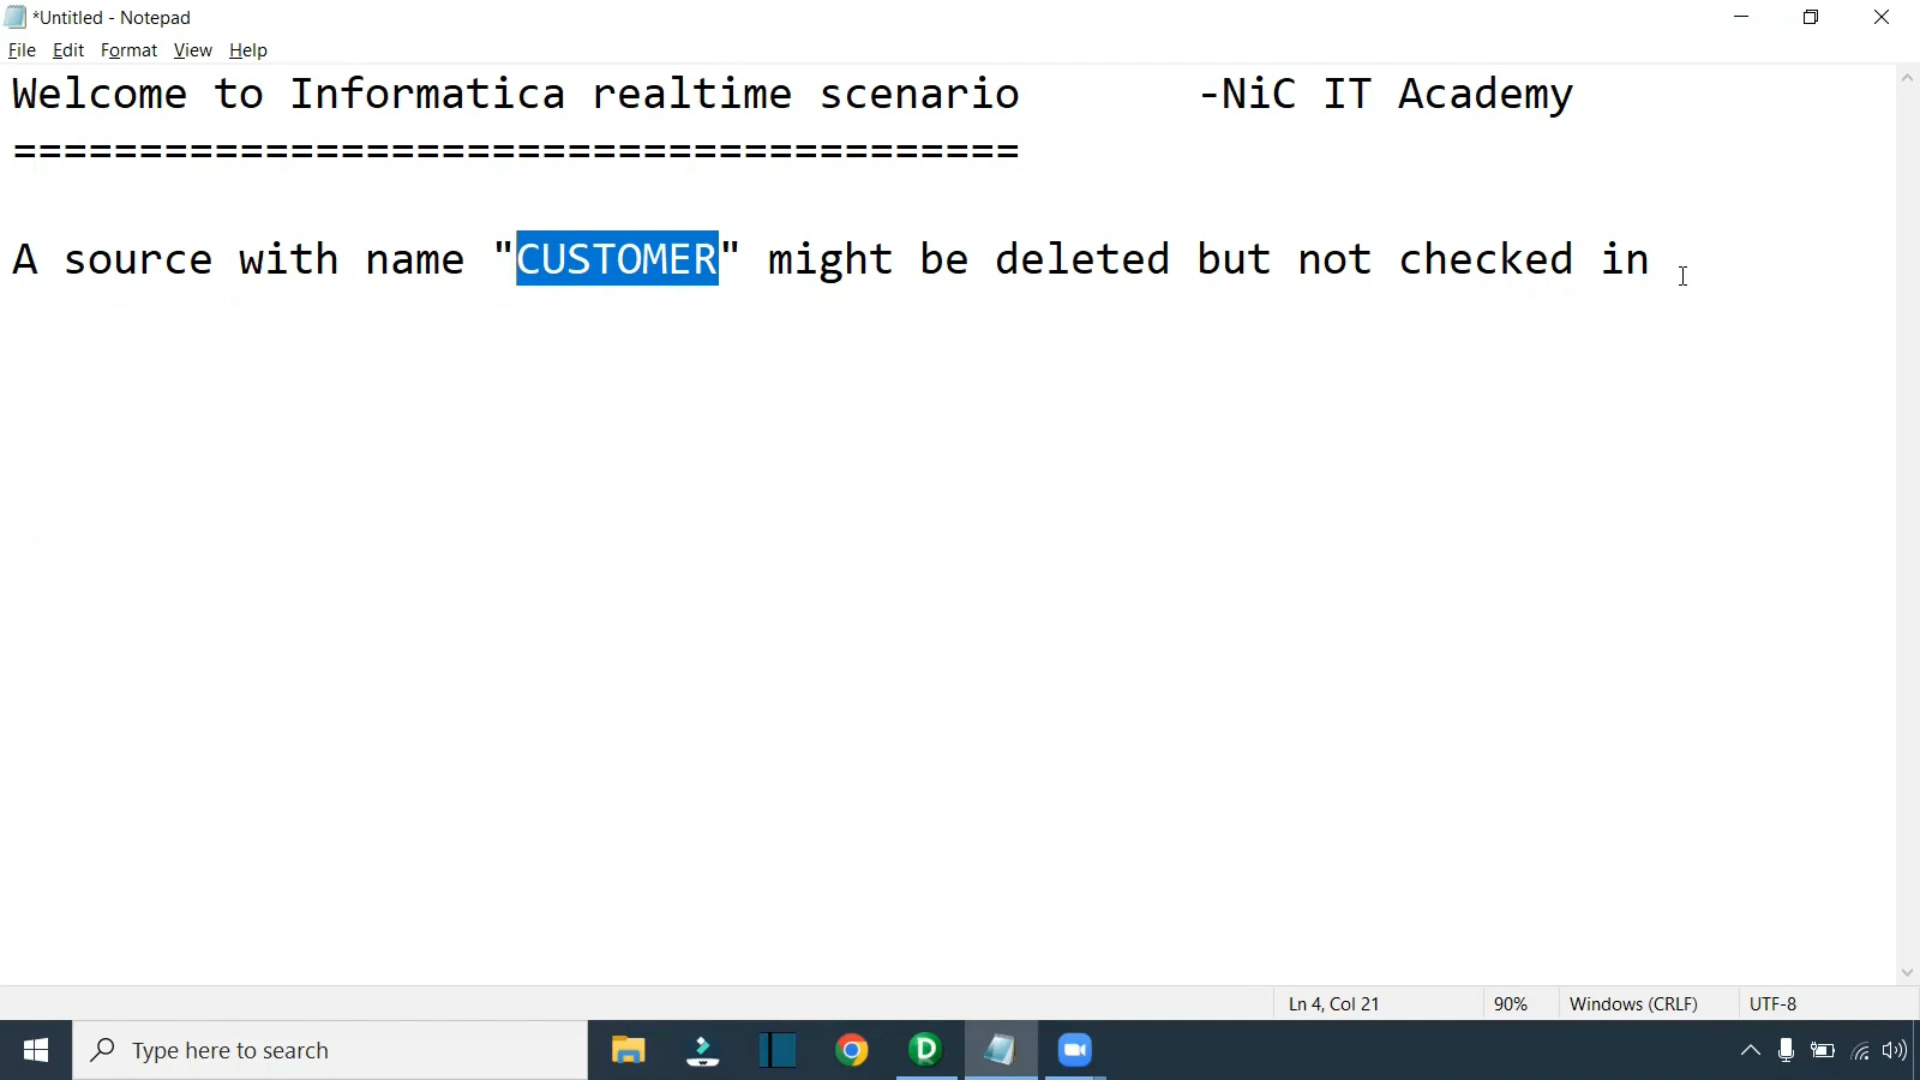 *Untitled - Notepad
File Edit Format View Help
Welcome to Informatica realtime scenario -NiC IT Academy
========================================
A source with name "CUSTOMER" might be deleted but not checked in
Ln 4, Col 21 90% Windows (CRLF) UTF-8
Type here to search